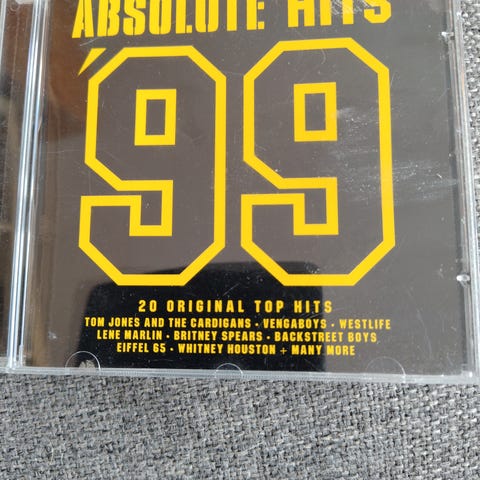 ABSOLUTE HITS
'99
20 ORIGINAL TOP HITS
TOM JONES AND THE CARDIGANS · VENGABOYS · WESTLIFE
LENE MARLIN · BRITNEY SPEARS · BACKSTREET BOYS
EIFFEL 65 · WHITNEY HOUSTON + MANY MORE